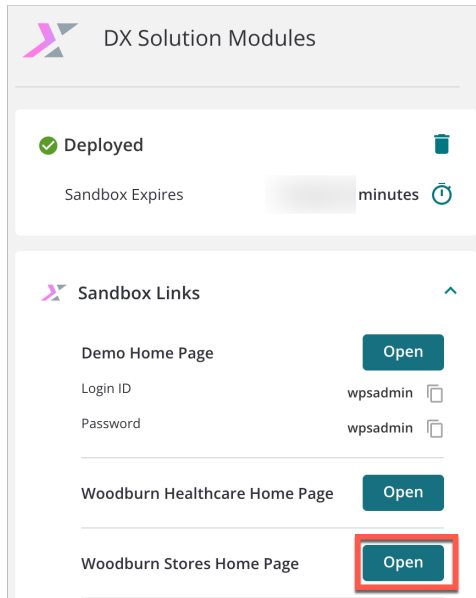 DX Solution Modules
Deployed
Sandbox Expires minutes
Sandbox Links
Demo Home Page Open
Login ID wpsadmin
Password wpsadmin
Woodburn Healthcare Home Page Open
Woodburn Stores Home Page Open